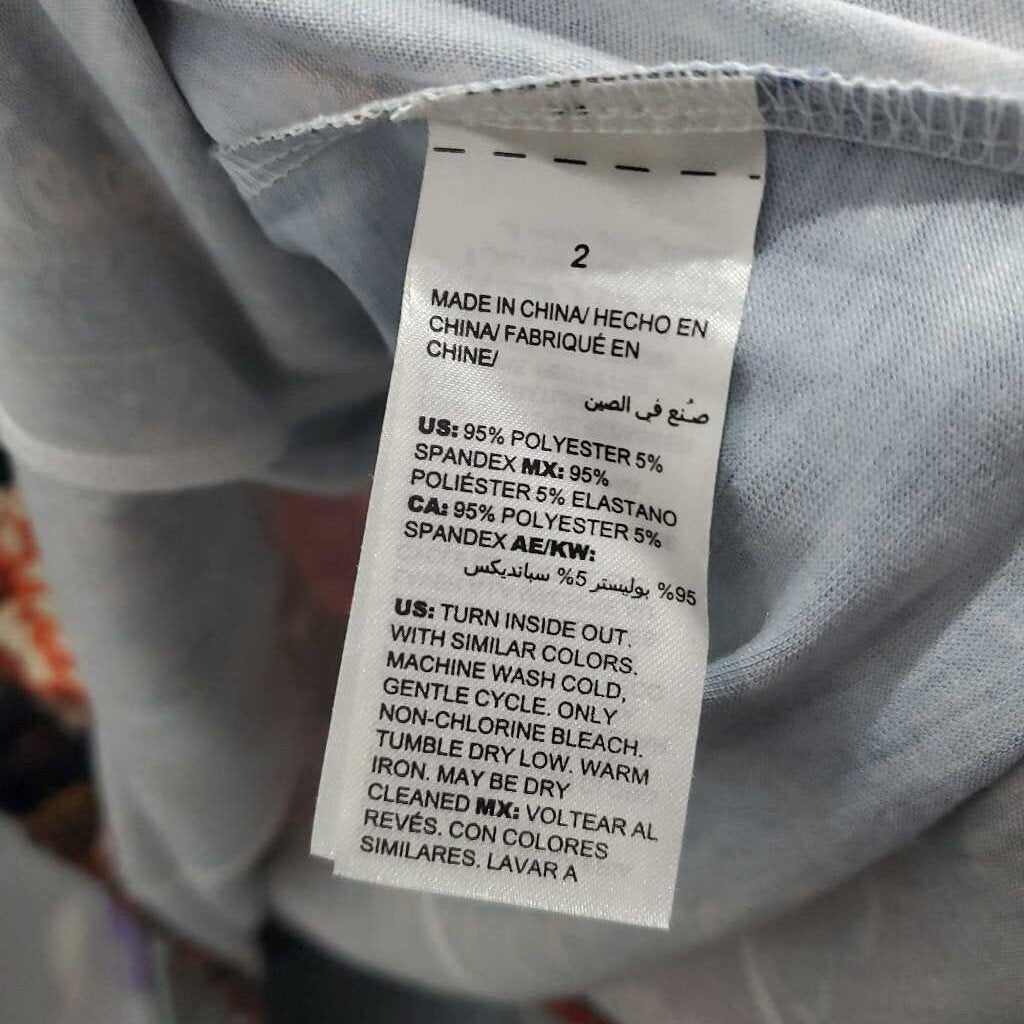 2
MADE IN CHINA/ HECHO EN
CHINA/ FABRIQUÉ EN
CHINE/
صُنع في الصين
US: 95% POLYESTER 5%
SPANDEX MX: 95%
POLIÉSTER 5% ELASTANO
CA: 95% POLYESTER 5%
SPANDEX AE/KW:
95% بوليستر 5% سبانديكس
US: TURN INSIDE OUT.
WITH SIMILAR COLORS.
MACHINE WASH COLD,
GENTLE CYCLE. ONLY
NON-CHLORINE BLEACH.
TUMBLE DRY LOW. WARM
IRON. MAY BE DRY
CLEANED MX: VOLTEAR AL
REVÉS. CON COLORES
SIMILARES. LAVAR A